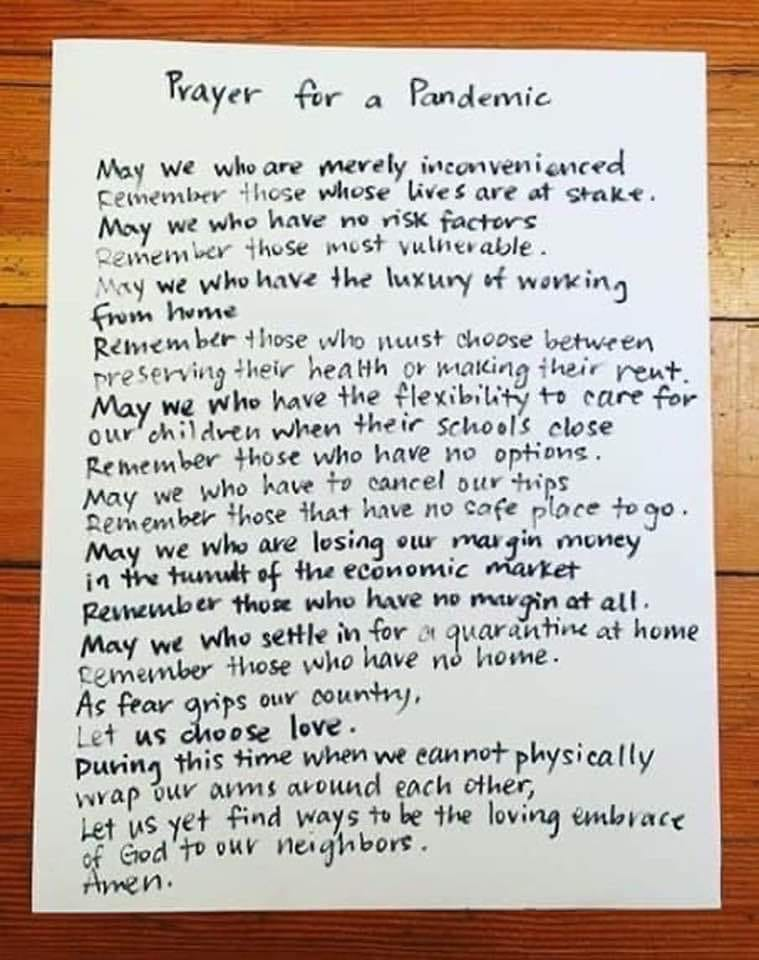 Prayer for a Pandemic
May we who are merely inconvenienced
Remember those whose lives are at stake.
May we who have no risk factors
Remember those most vulnerable.
May we who have the luxury of working
from home
Remember those who must choose between
preserving their health or making their rent.
May we who have the flexibility to care for
our children when their schools close
Remember those who have no options.
May we who have to cancel our trips
Remember those that have no safe place to go.
May we who are losing our margin money
in the tumult of the economic market
Remember those who have no margin at all.
May we who settle in for a quarantine at home
Remember those who have no home.
As fear grips our country,
Let us choose love.
During this time when we cannot physically
wrap our arms around each other,
Let us yet find ways to be the loving embrace
of God to our neighbors.
Amen.